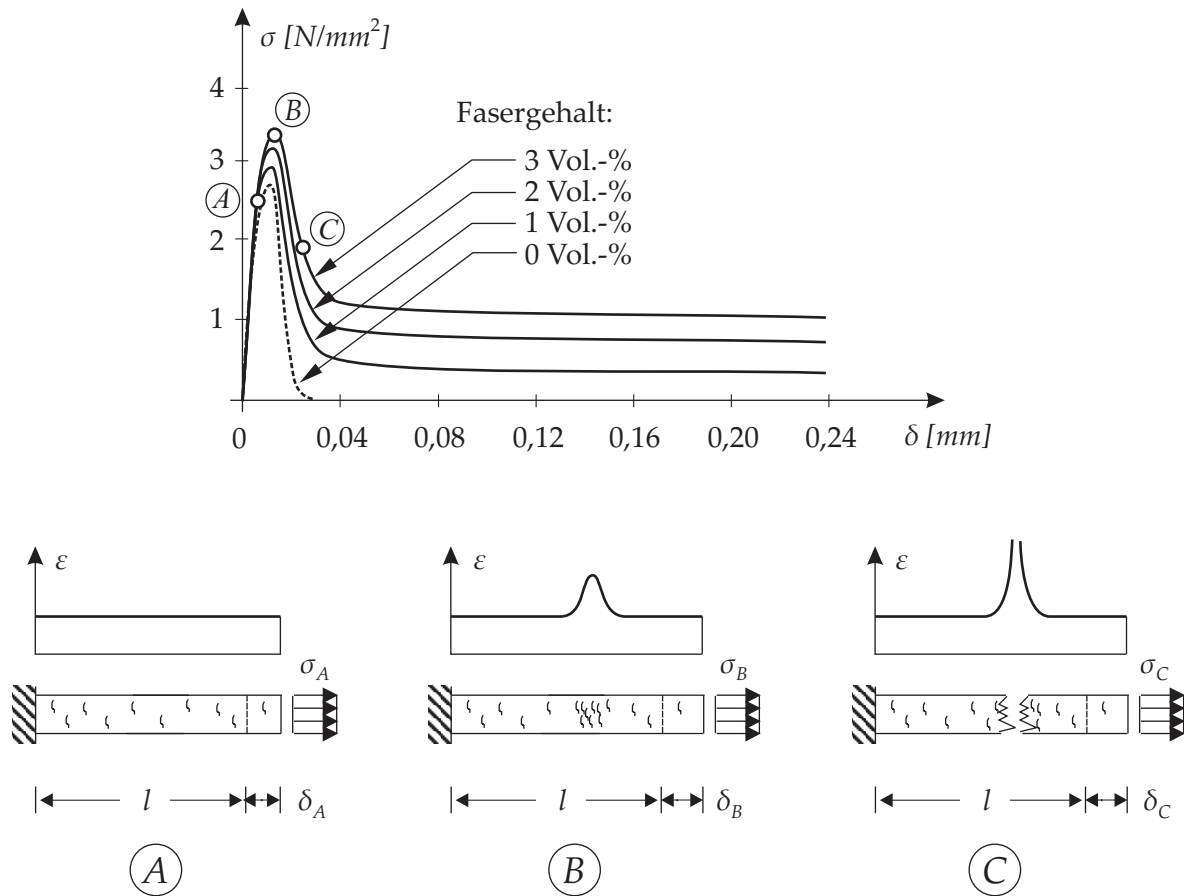 σ [N/mm²]
4
3
2
1
A
B
C
Fasergehalt:
3 Vol.-%
2 Vol.-%
1 Vol.-%
0 Vol.-%
0 0,04 0,08 0,12 0,16 0,20 0,24
δ [mm]
ε ε ε
σA σB σC
l δA l δB l δC
A B C